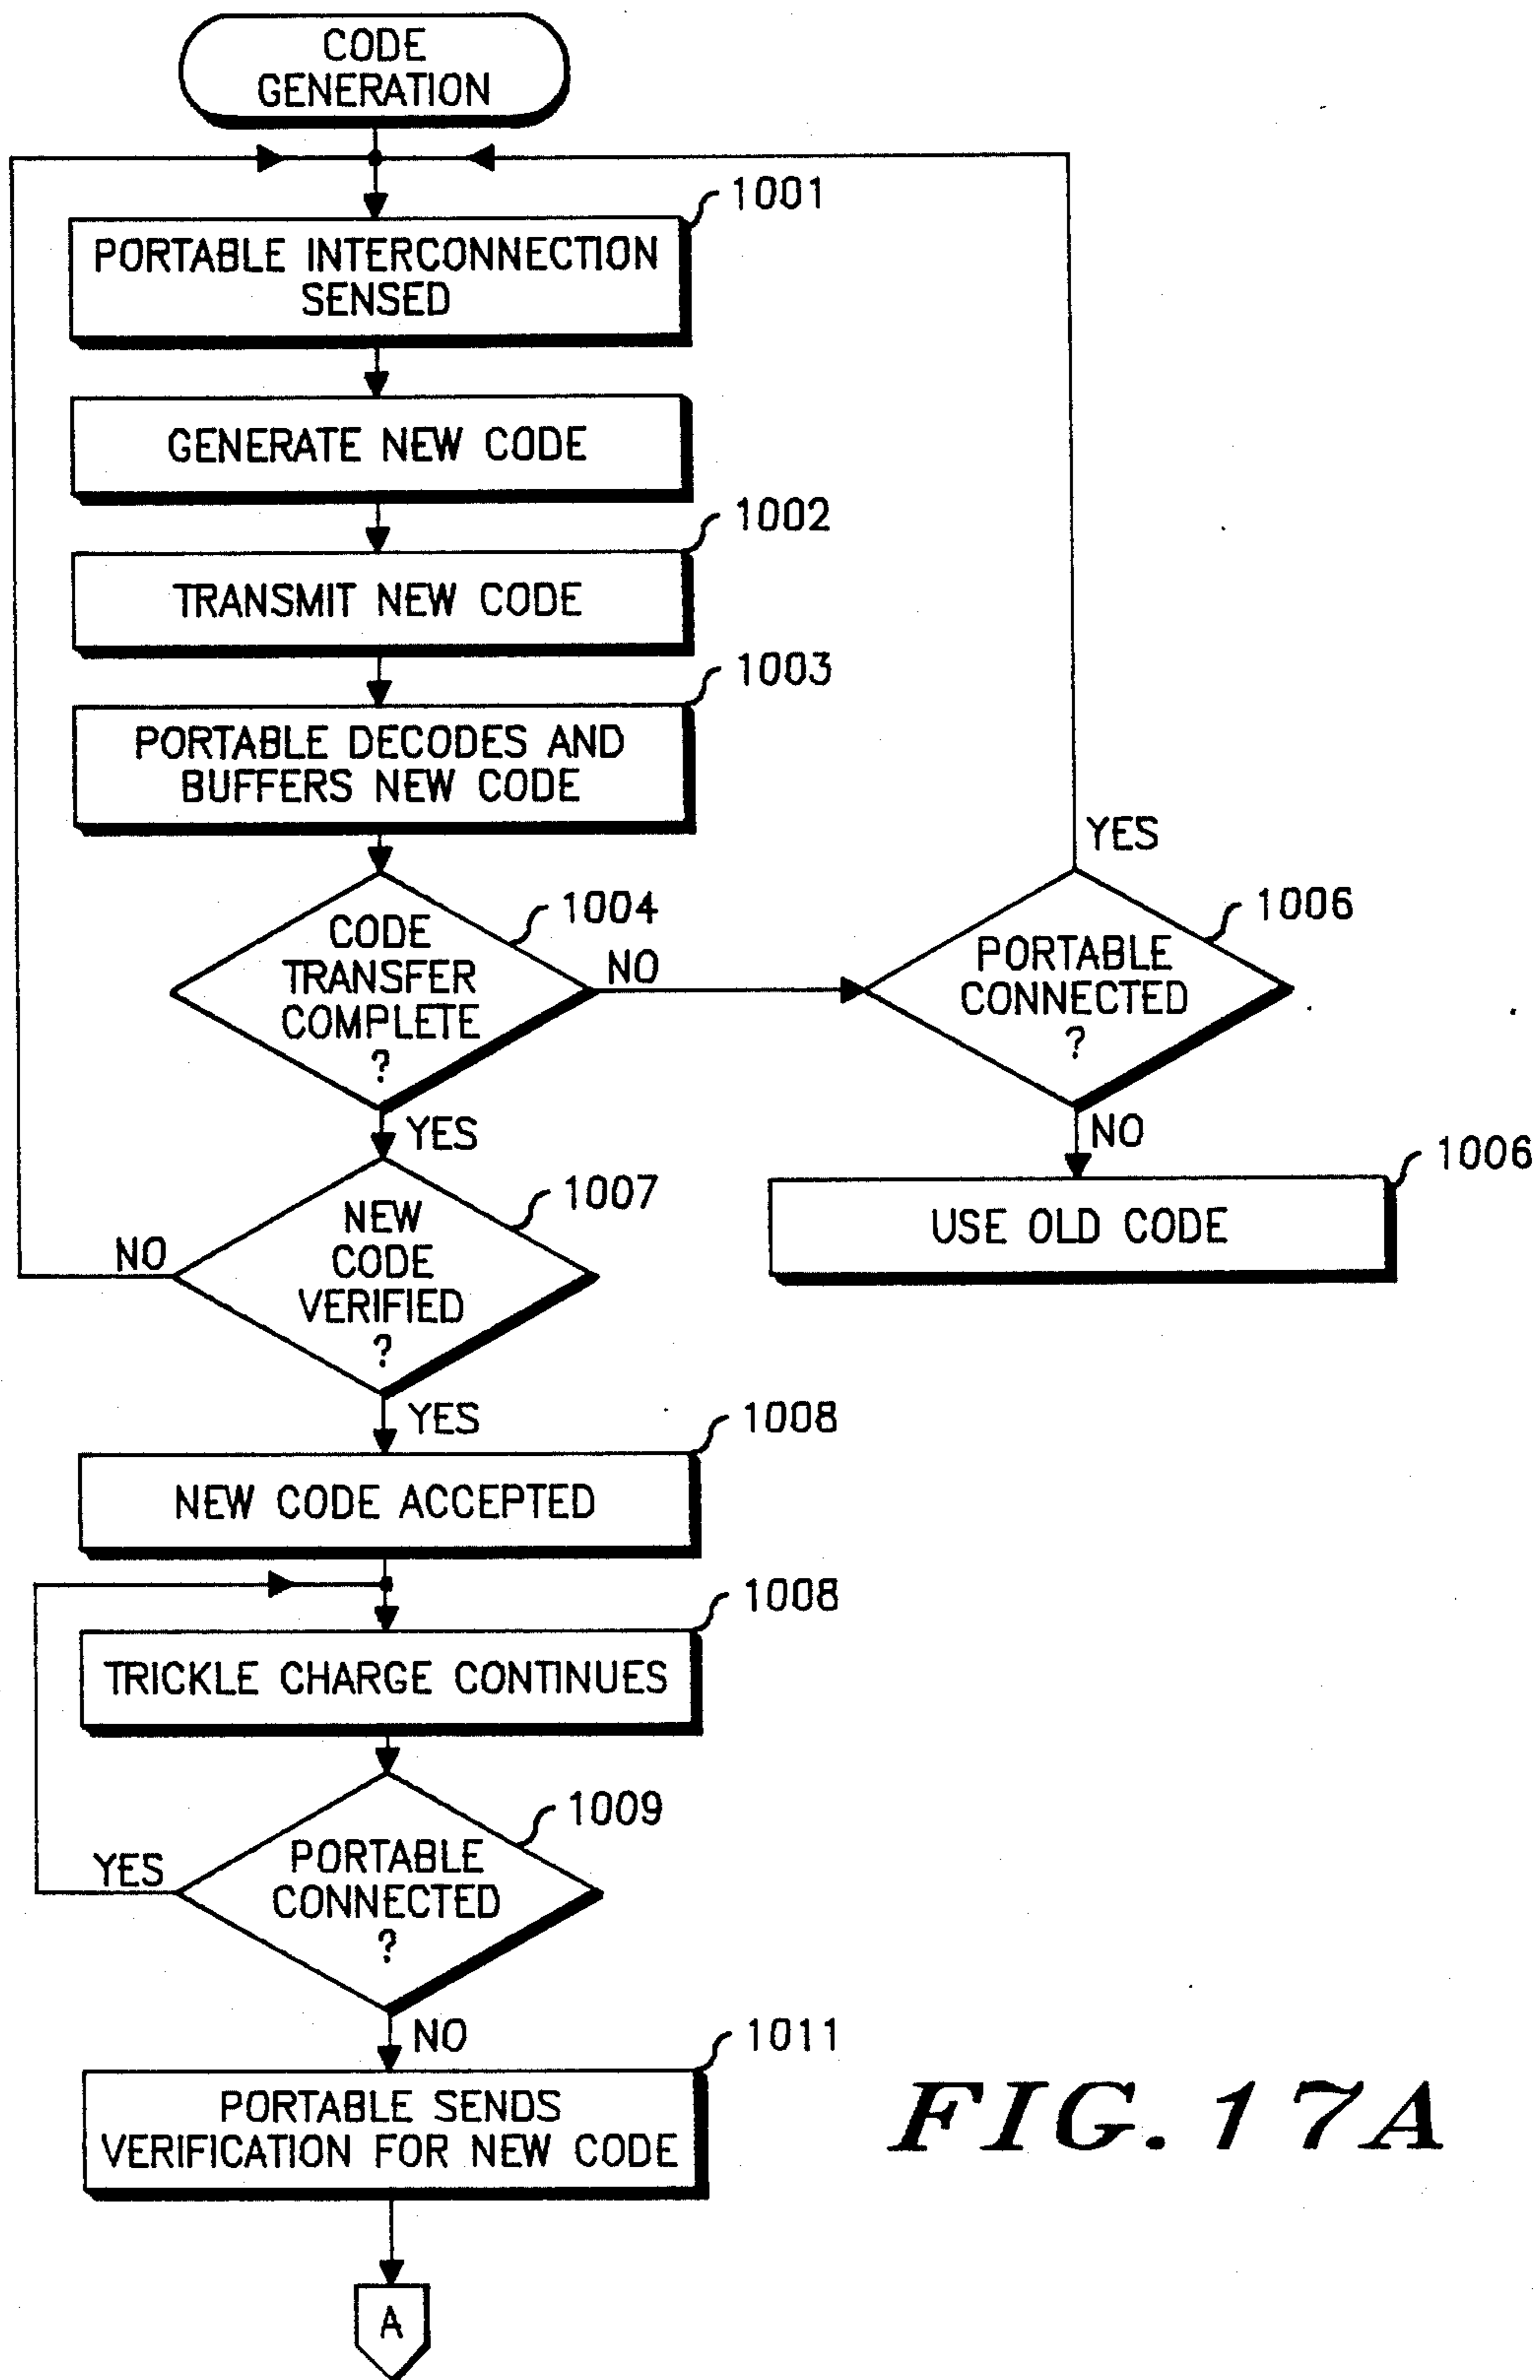 CODE
GENERATION
1001
PORTABLE INTERCONNECTION
SENSED
GENERATE NEW CODE
1002
TRANSMIT NEW CODE
1003
PORTABLE DECODES AND
BUFFERS NEW CODE
YES
1004
CODE
TRANSFER
COMPLETE
?
NO
1006
PORTABLE
CONNECTED
?
YES
NO
1006
USE OLD CODE
1007
NEW
CODE
VERIFIED
?
NO
YES
1008
NEW CODE ACCEPTED
1008
TRICKLE CHARGE CONTINUES
1009
PORTABLE
CONNECTED
?
YES
NO
1011
PORTABLE SENDS
VERIFICATION FOR NEW CODE
A
FIG. 17A